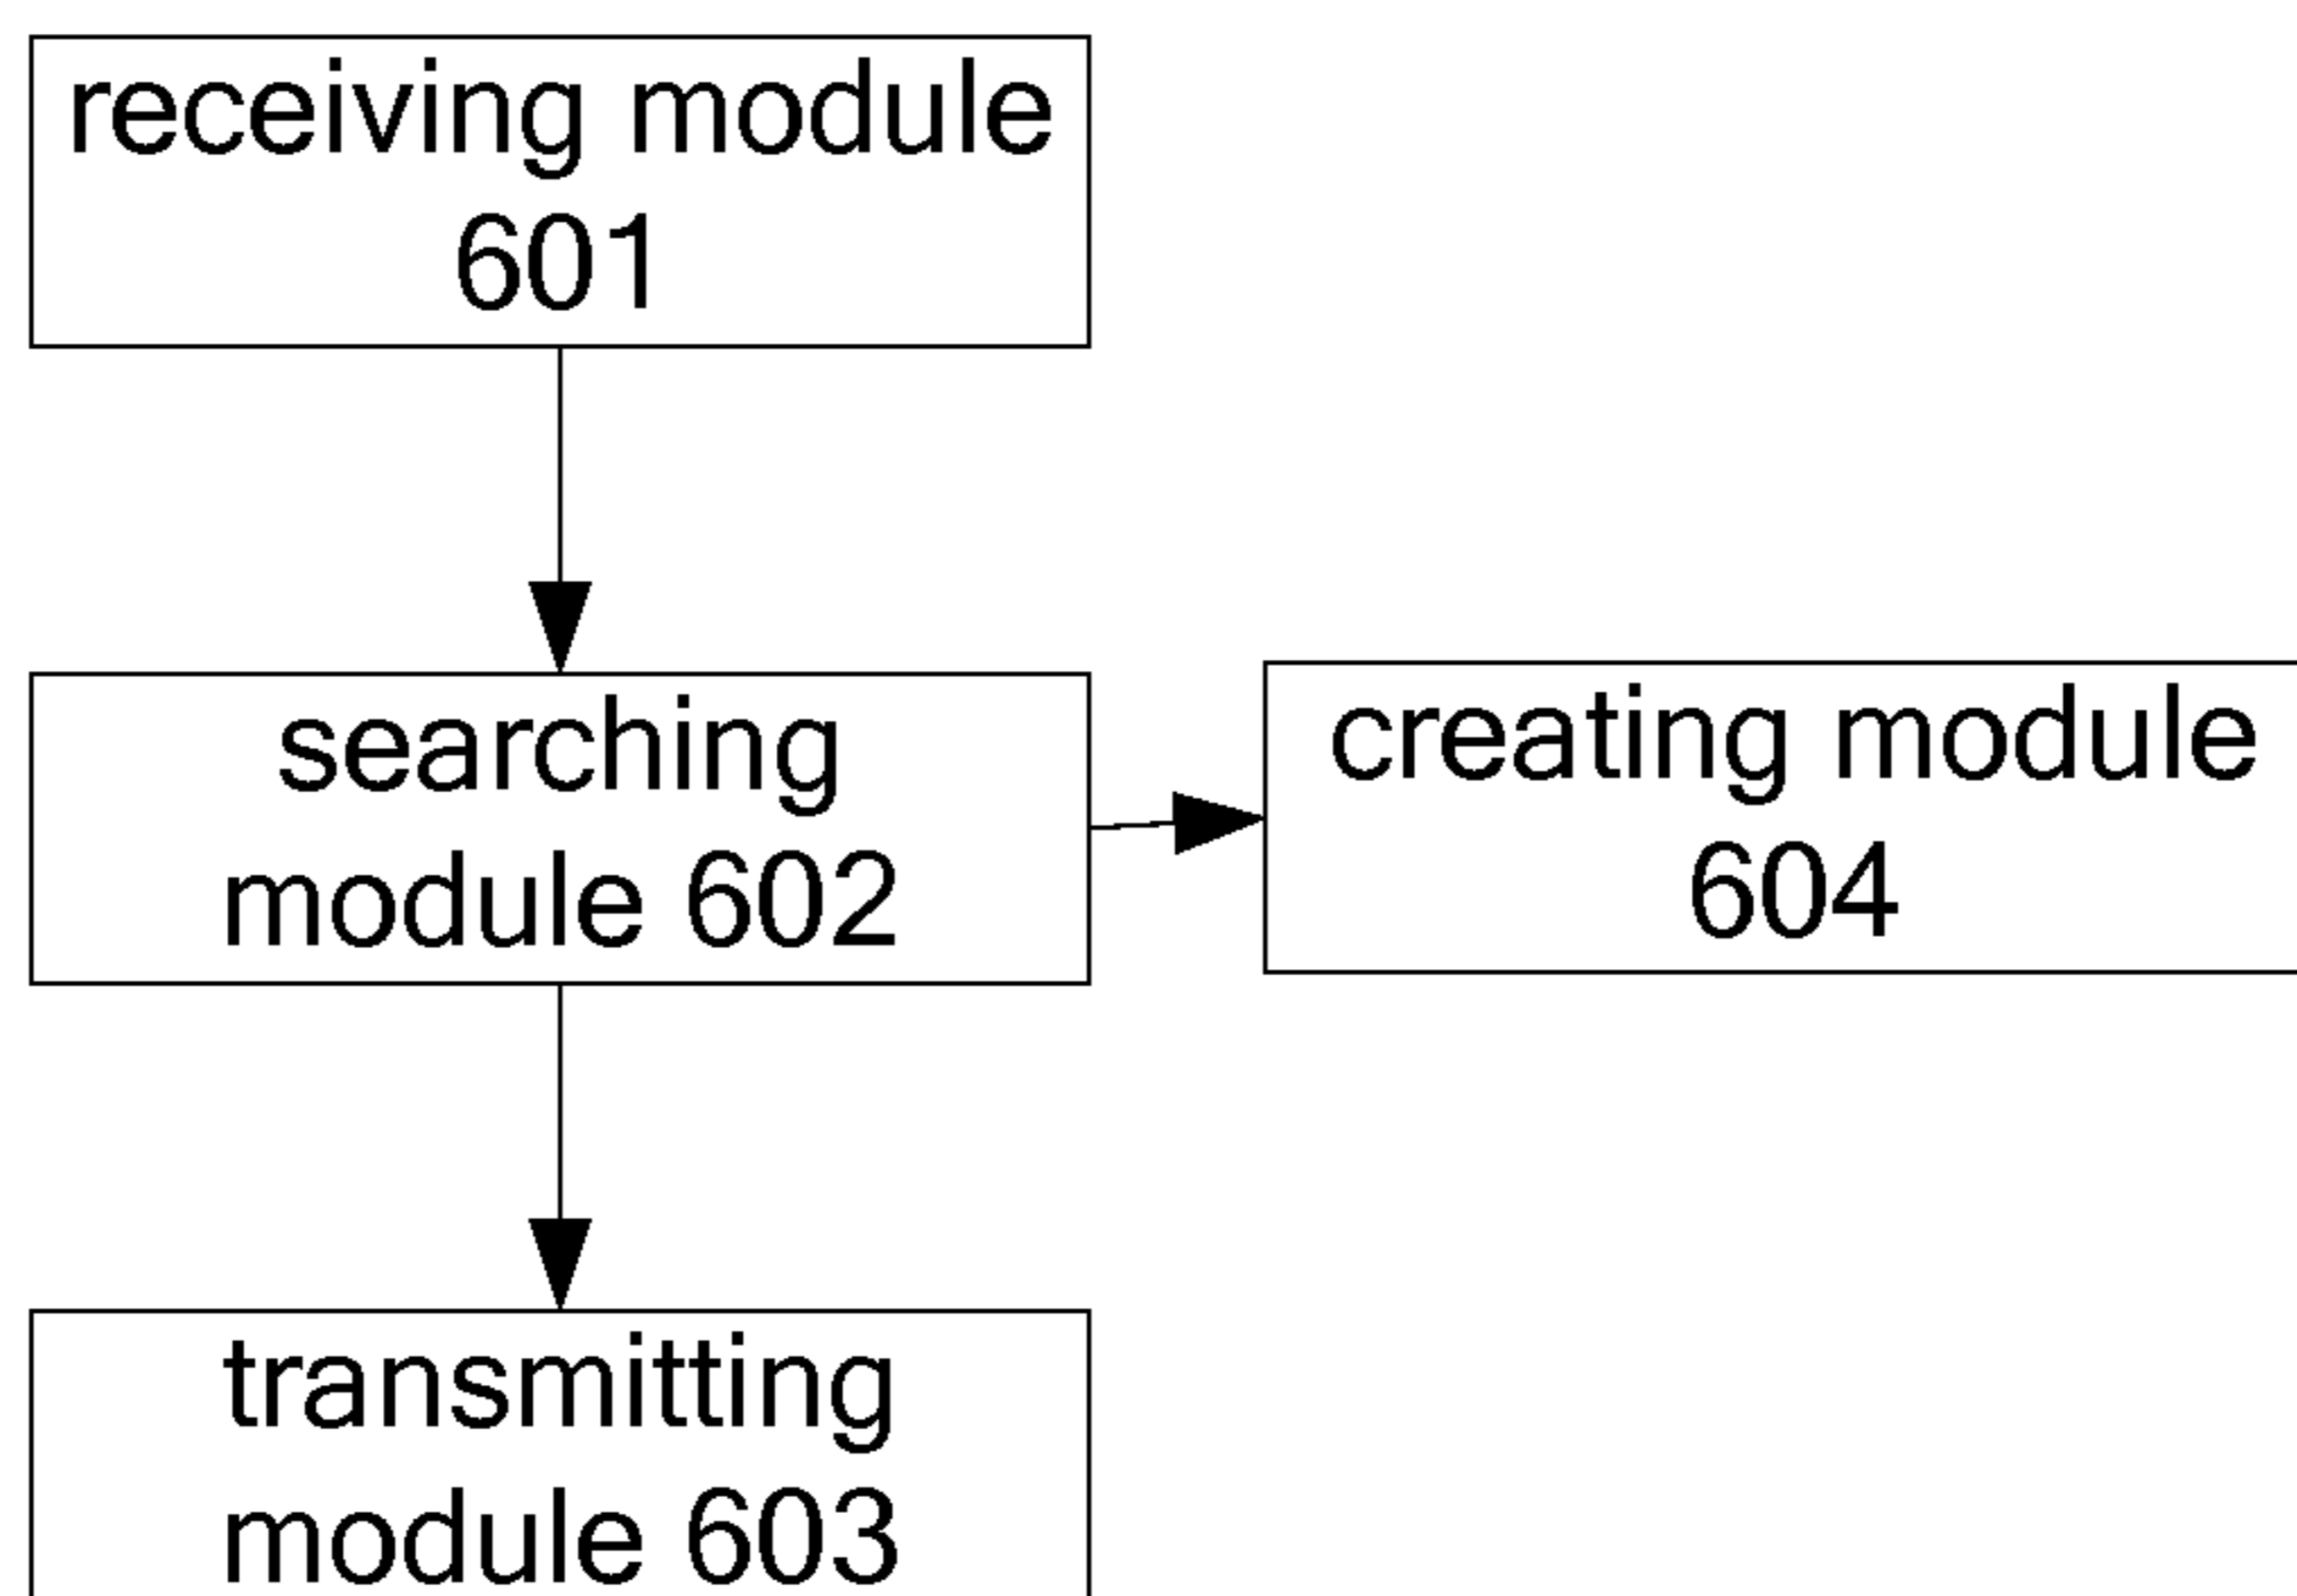 receiving module
601
searching
module 602
creating module
604
transmitting
module 603